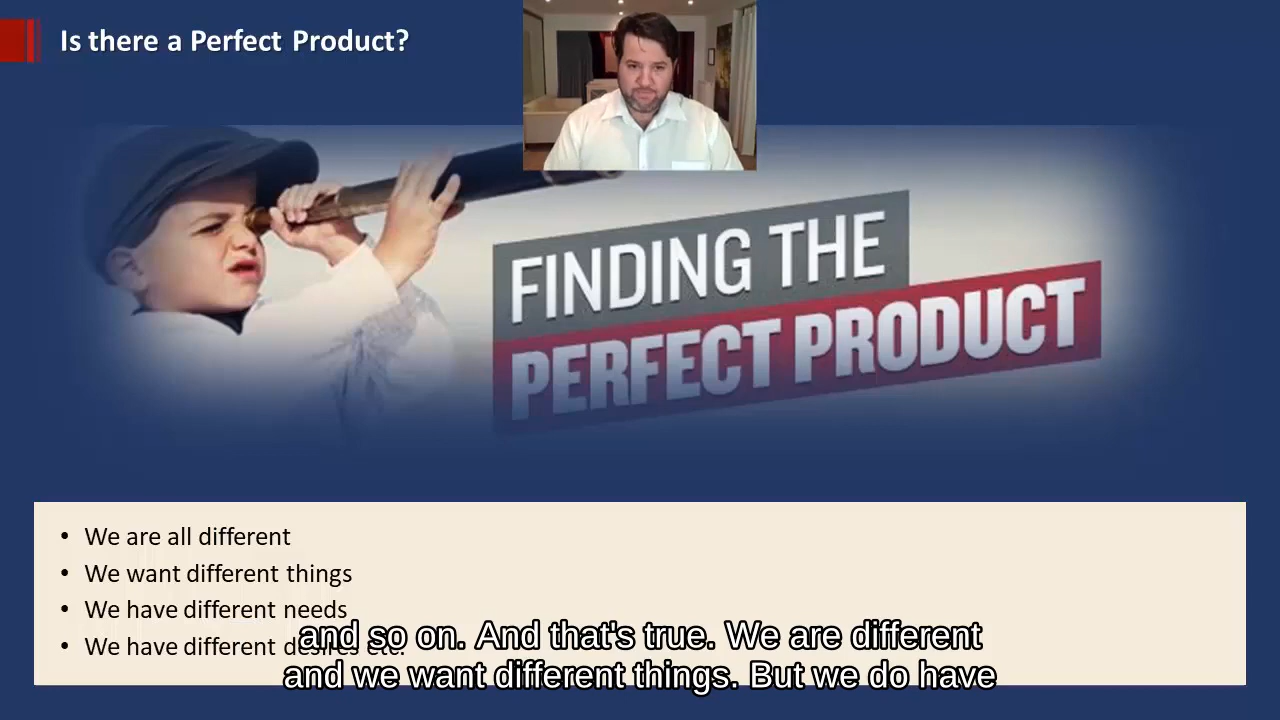 Is there a Perfect Product?
FINDING THE
PERFECT PRODUCT
• We are all different
• We want different things
• We have different needs
• We have different desires etc.
and so on. And that's true. We are different
and we want different things. But we do have